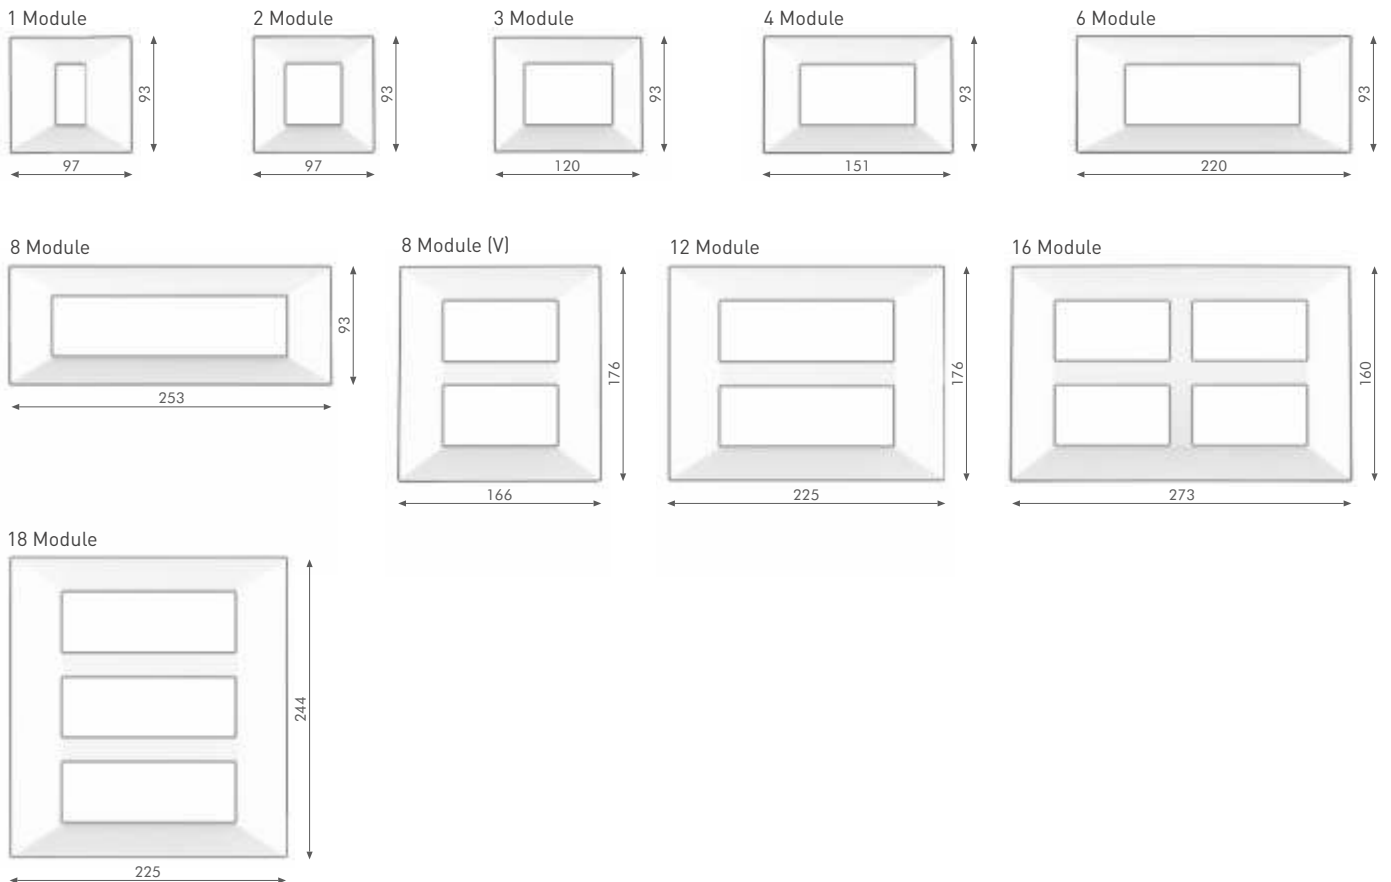 1 Module
93
97
2 Module
93
97
3 Module
93
120
4 Module
93
151
6 Module
93
220
8 Module
93
253
8 Module (V)
176
166
12 Module
176
225
16 Module
160
273
18 Module
244
225